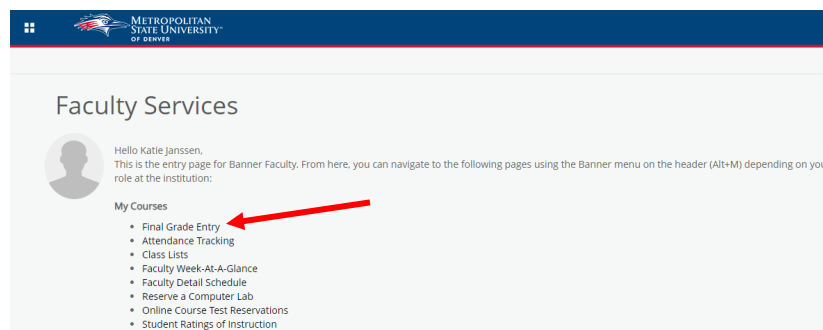 METROPOLITAN
STATE UNIVERSITY™
OF DENVER
Faculty Services
Hello Katie Janssen,
This is the entry page for Banner Faculty. From here, you can navigate to the following pages using the Banner menu on the header (Alt+M) depending on you
role at the institution:
My Courses
• Final Grade Entry
• Attendance Tracking
• Class Lists
• Faculty Week-At-A-Glance
• Faculty Detail Schedule
• Reserve a Computer Lab
• Online Course Test Reservations
• Student Ratings of Instruction